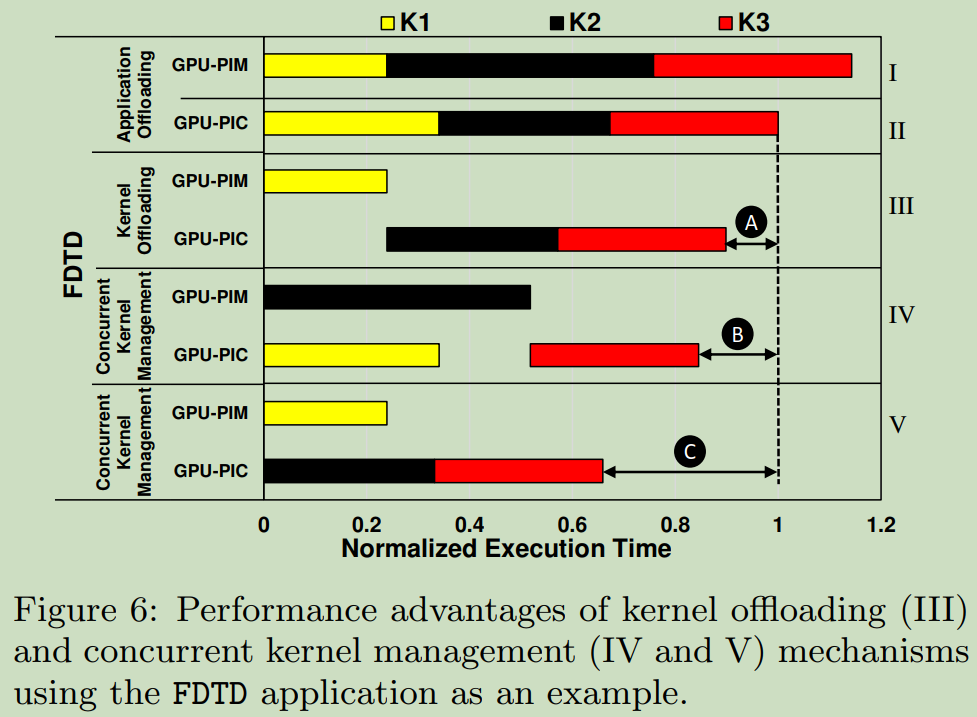 K1 K2 K3
FDTD
Application
Offloading
GPU-PIM
I
GPU-PIC
II
Kernel
Offloading
GPU-PIM
III
GPU-PIC
A
Concurrent
Kernel
Management
GPU-PIM
IV
GPU-PIC
B
Concurrent
Kernel
Management
GPU-PIM
V
GPU-PIC
C
0 0.2 0.4 0.6 0.8 1 1.2
Normalized Execution Time
Figure 6: Performance advantages of kernel offloading (III)
and concurrent kernel management (IV and V) mechanisms
using the FDTD application as an example.